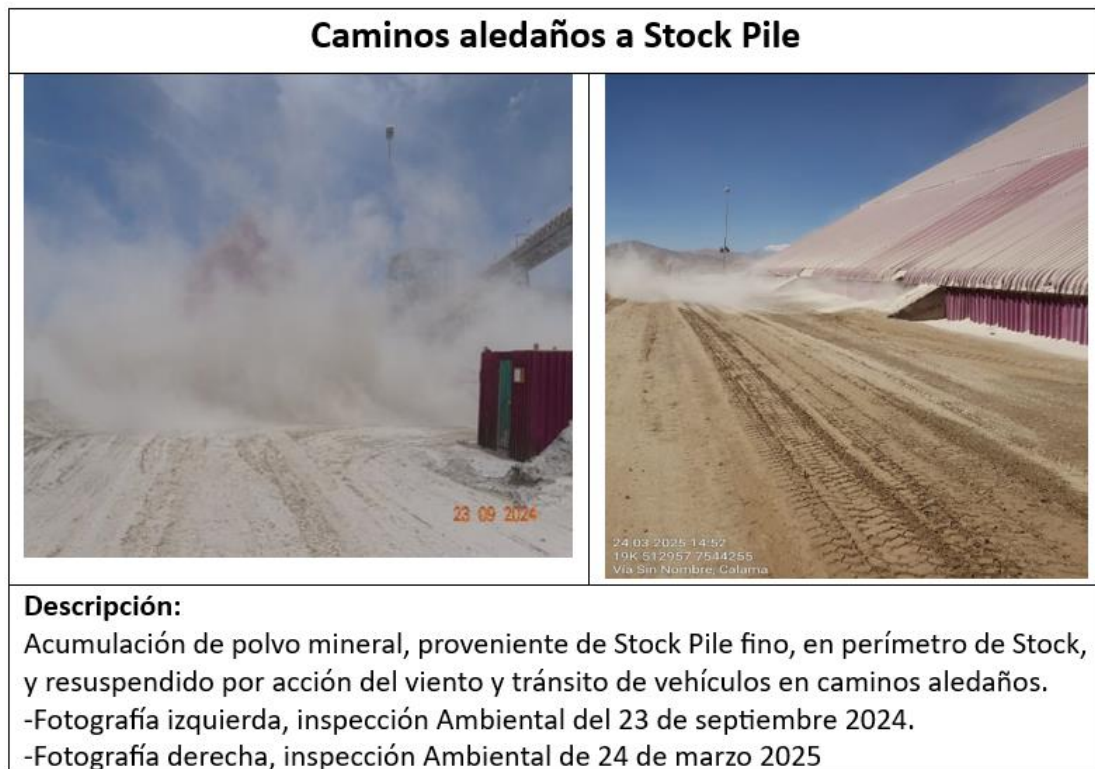 Caminos aledaños a Stock Pile
23 09 2024
24.03.2025 14:52
19K 512957 7544255
Vía Sin Nombre, Calama
Descripción:
Acumulación de polvo mineral, proveniente de Stock Pile fino, en perímetro de Stock,
y resuspendido por acción del viento y tránsito de vehículos en caminos aledaños.
-Fotografía izquierda, inspección Ambiental del 23 de septiembre 2024.
-Fotografía derecha, inspección Ambiental de 24 de marzo 2025